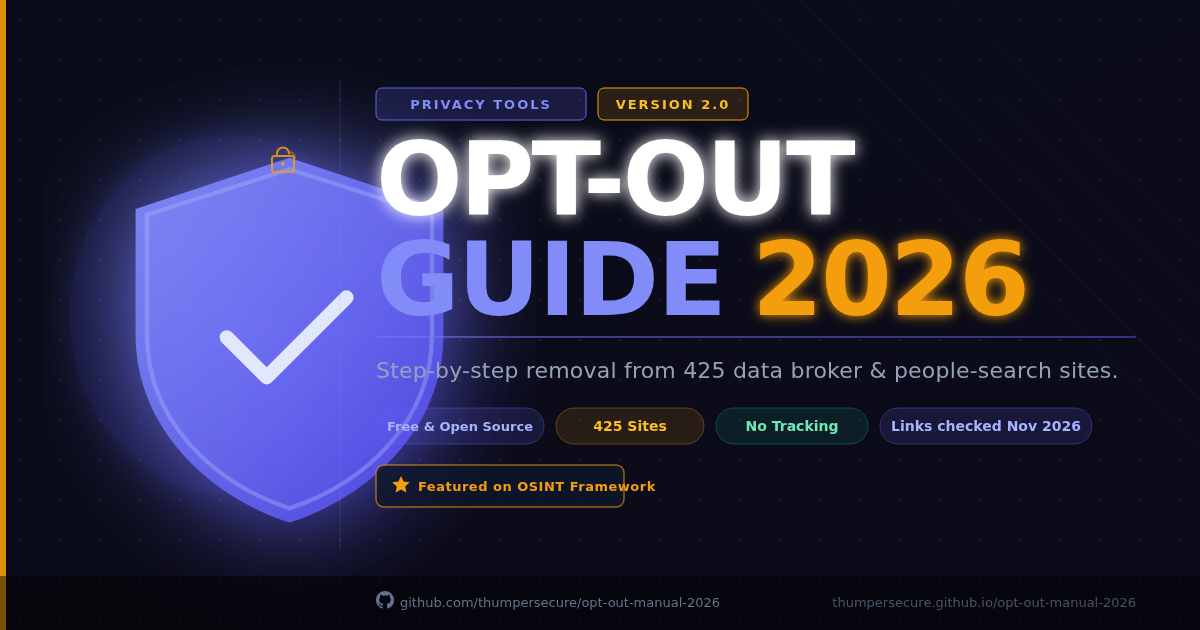 PRIVACY TOOLS
VERSION 2.0
OPT-OUT
GUIDE 2026
Step-by-step removal from 425 data broker & people-search sites.
Free & Open Source
425 Sites
No Tracking
Links checked Nov 2026
Featured on OSINT Framework
github.com/thumpersecure/opt-out-manual-2026
thumpersecure.github.io/opt-out-manual-2026